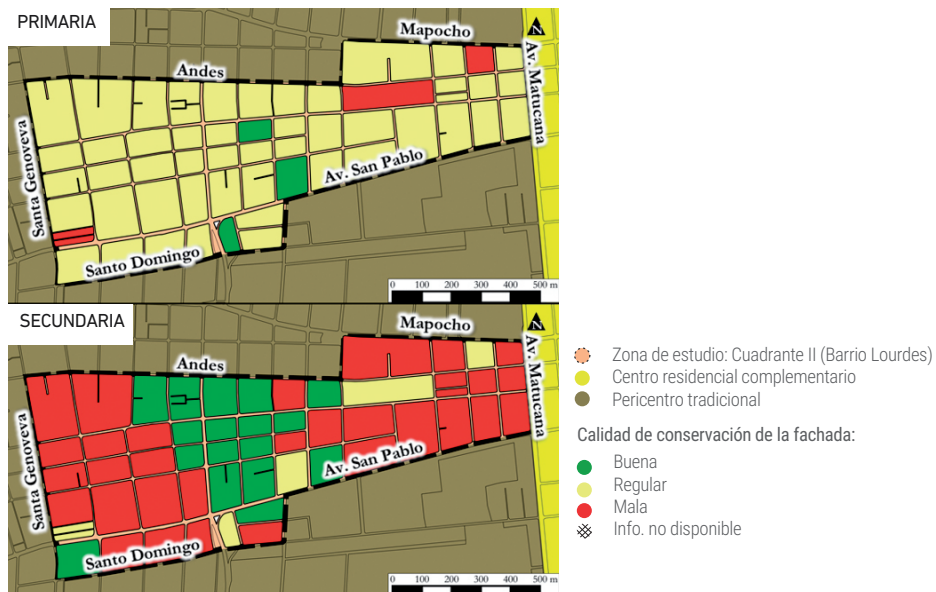 PRIMARIA
Mapocho
Andes
Av. Matucana
Santa Genoveva
Av. San Pablo
Santo Domingo
N
0 100 200 300 400 500 m
SECUNDARIA
Mapocho
Andes
Av. Matucana
Santa Genoveva
Av. San Pablo
Santo Domingo
N
0 100 200 300 400 500 m
Zona de estudio: Cuadrante II (Barrio Lourdes)
Centro residencial complementario
Pericentro tradicional
Calidad de conservación de la fachada:
Buena
Regular
Mala
Info. no disponible